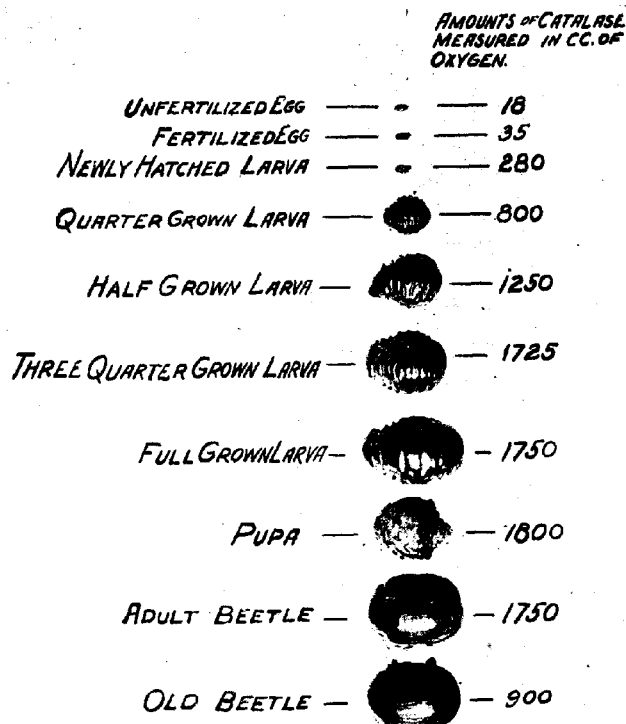 AMOUNTS OF CATALASE
MEASURED IN CC. OF
OXYGEN.
UNFERTILIZED EGG — — 18
FERTILIZED EGG — — 35
NEWLY HATCHED LARVA — — 280
QUARTER GROWN LARVA — — 800
HALF GROWN LARVA — — 1250
THREE QUARTER GROWN LARVA — — 1725
FULL GROWN LARVA — — 1750
PUPA — — 1800
ADULT BEETLE — — 1750
OLD BEETLE — — 900